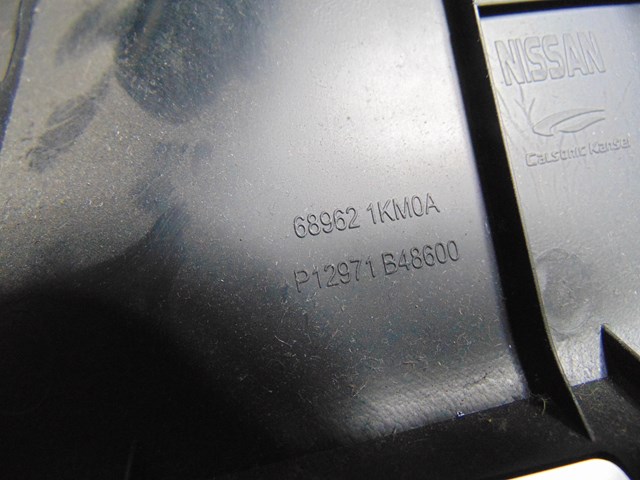 NISSAN
Calsonic Kansei
68962 1KM0A
P12971 B48600